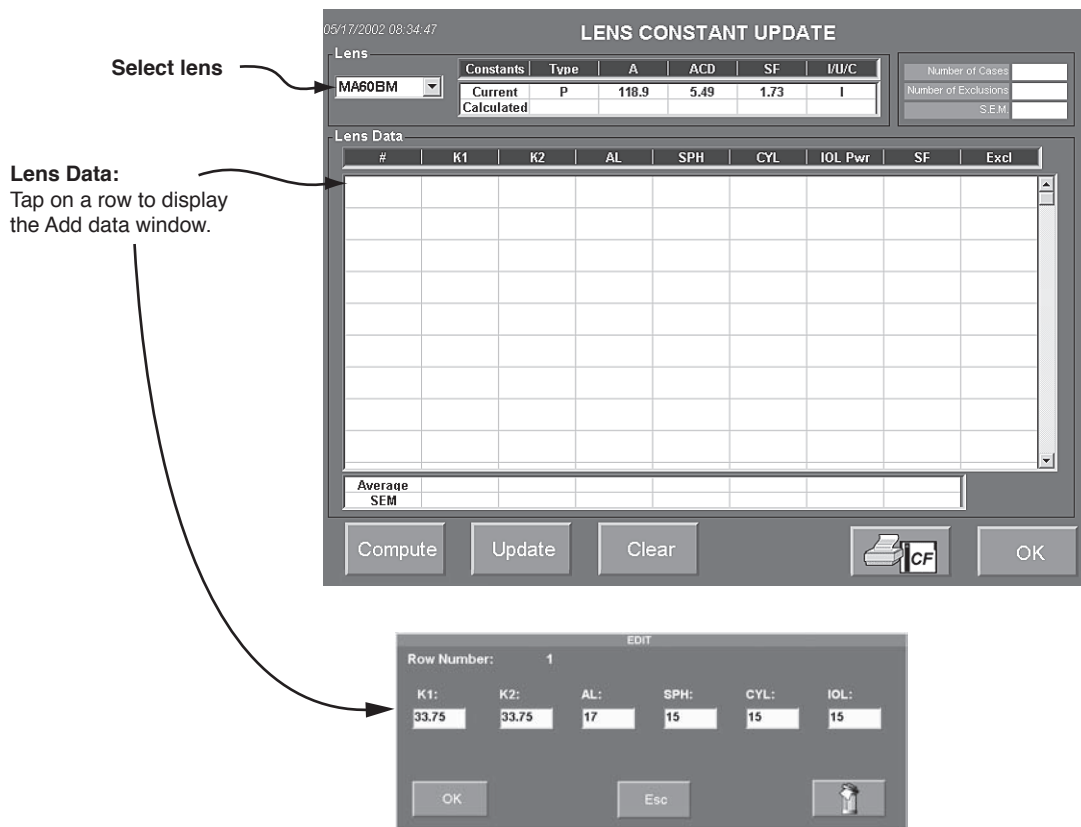 05/17/2002 08:34:47
LENS CONSTANT UPDATE
Select lens
Lens
MA60BM
Constants Type A ACD SF I/U/C
Current P 118.9 5.49 1.73 I
Calculated
Number of Cases
Number of Exclusions
S.E.M.
Lens Data
# K1 K2 AL SPH CYL IOL Pwr SF Excl
Lens Data:
Tap on a row to display
the Add data window.
Average
SEM
Compute Update Clear CF OK
EDIT
Row Number: 1
K1: K2: AL: SPH: CYL: IOL:
33.75 33.75 17 15 15 15
OK Esc